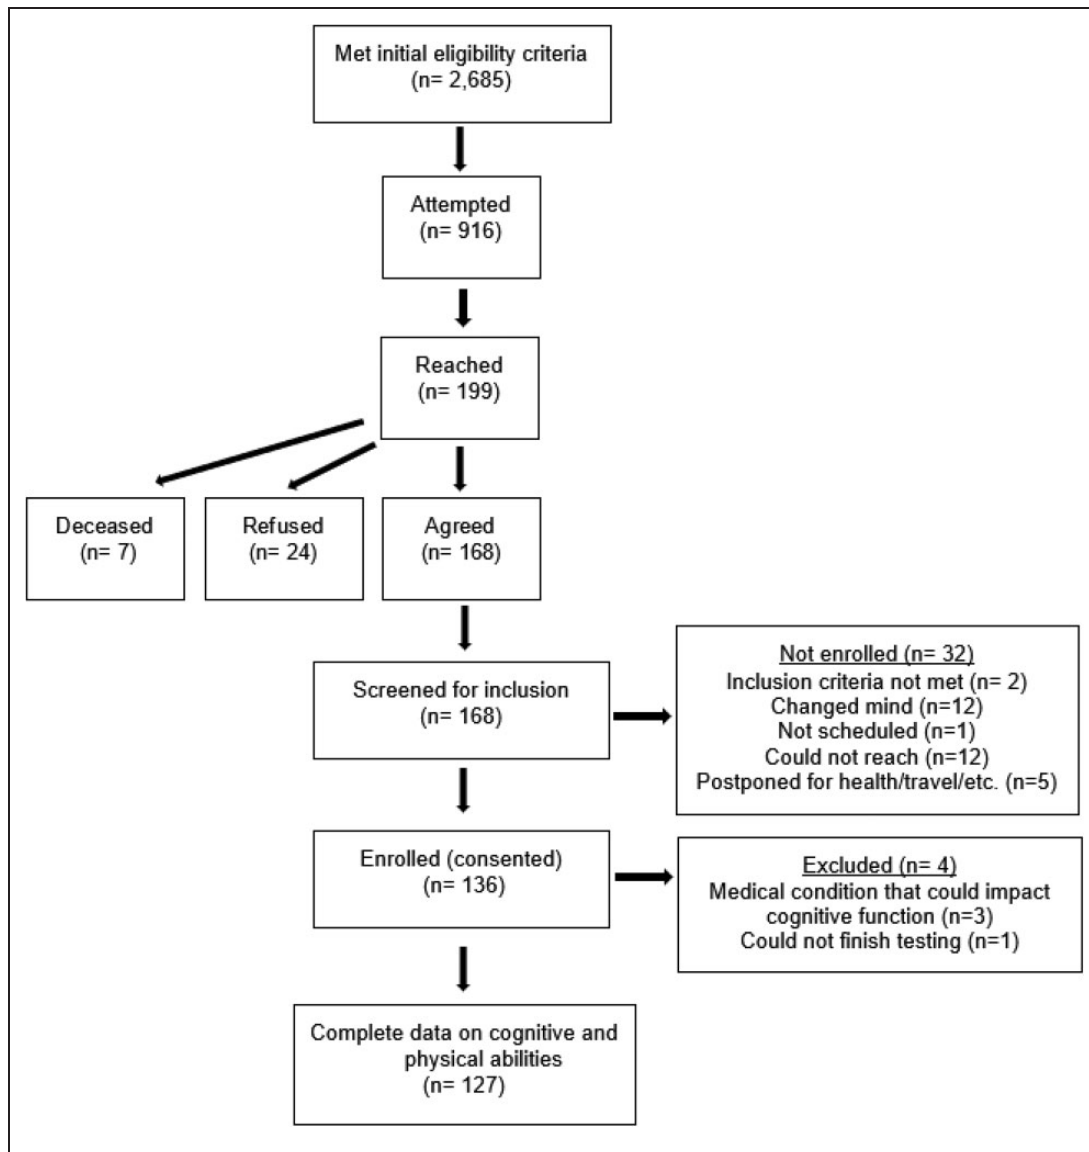 Met initial eligibility criteria
(n= 2,685)
Attempted
(n= 916)
Reached
(n= 199)
Deceased
(n= 7)
Refused
(n= 24)
Agreed
(n= 168)
Screened for inclusion
(n= 168)
Not enrolled (n= 32)
Inclusion criteria not met (n= 2)
Changed mind (n=12)
Not scheduled (n=1)
Could not reach (n=12)
Postponed for health/travel/etc. (n=5)
Enrolled (consented)
(n= 136)
Excluded (n= 4)
Medical condition that could impact
cognitive function (n=3)
Could not finish testing (n=1)
Complete data on cognitive and
physical abilities
(n= 127)